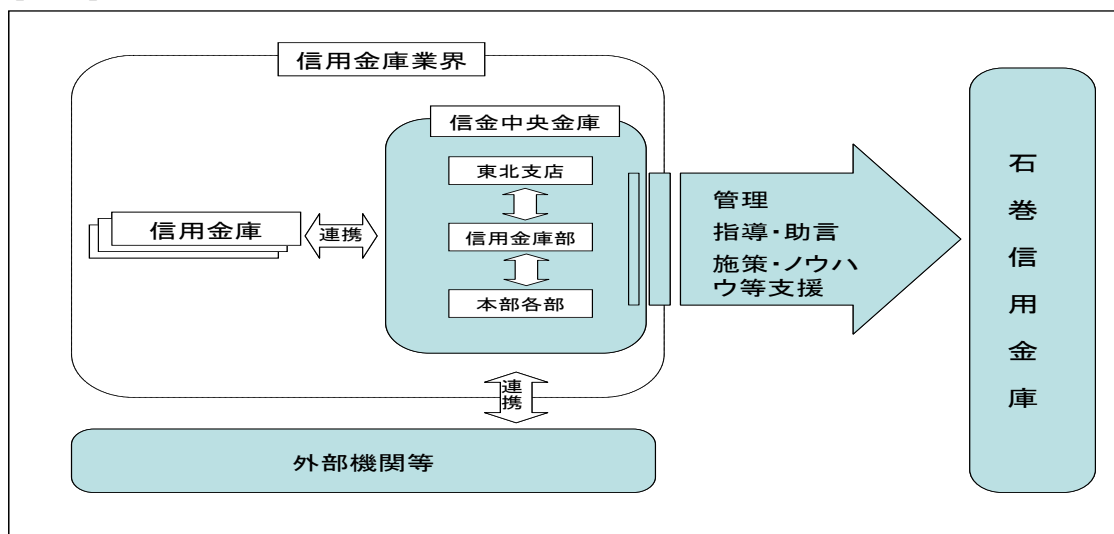 信用金庫業界
信金中央金庫
東北支店
信用金庫
連携
信用金庫部
本部各部
管理
指導・助言
施策・ノウハ
ウ等支援
石巻信用金庫
連携
外部機関等